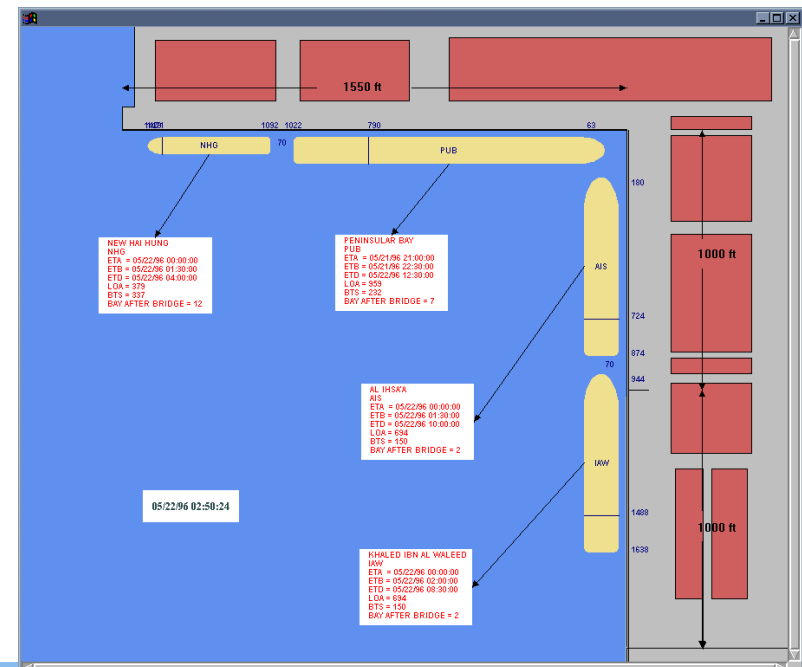 1550 ft
1092 1022 790 63
NHG 70 PUB
180
NEW HAI HUNG
NHG
ETA = 05/22/96 00:00:00
ETB = 05/22/96 01:30:00
ETD = 05/22/96 04:00:00
LOA = 379
BTS = 337
BAY AFTER BRIDGE = 12
PENINSULAR BAY
PUB
ETA = 05/21/96 21:00:00
ETB = 05/21/96 22:30:00
ETD = 05/22/96 12:30:00
LOA = 959
BTS = 232
BAY AFTER BRIDGE = 7
1000 ft
AIS
724
874
70
944
AL IHSA'A
AIS
ETA = 05/22/96 00:00:00
ETB = 05/22/96 01:30:00
ETD = 05/22/96 10:00:00
LOA = 694
BTS = 150
BAY AFTER BRIDGE = 2
IAW
05/22/96 02:50:24
1488
1000 ft
1638
KHALED IBN AL WALEED
IAW
ETA = 05/22/96 00:00:00
ETB = 05/22/96 02:00:00
ETD = 05/22/96 08:30:00
LOA = 694
BTS = 150
BAY AFTER BRIDGE = 2